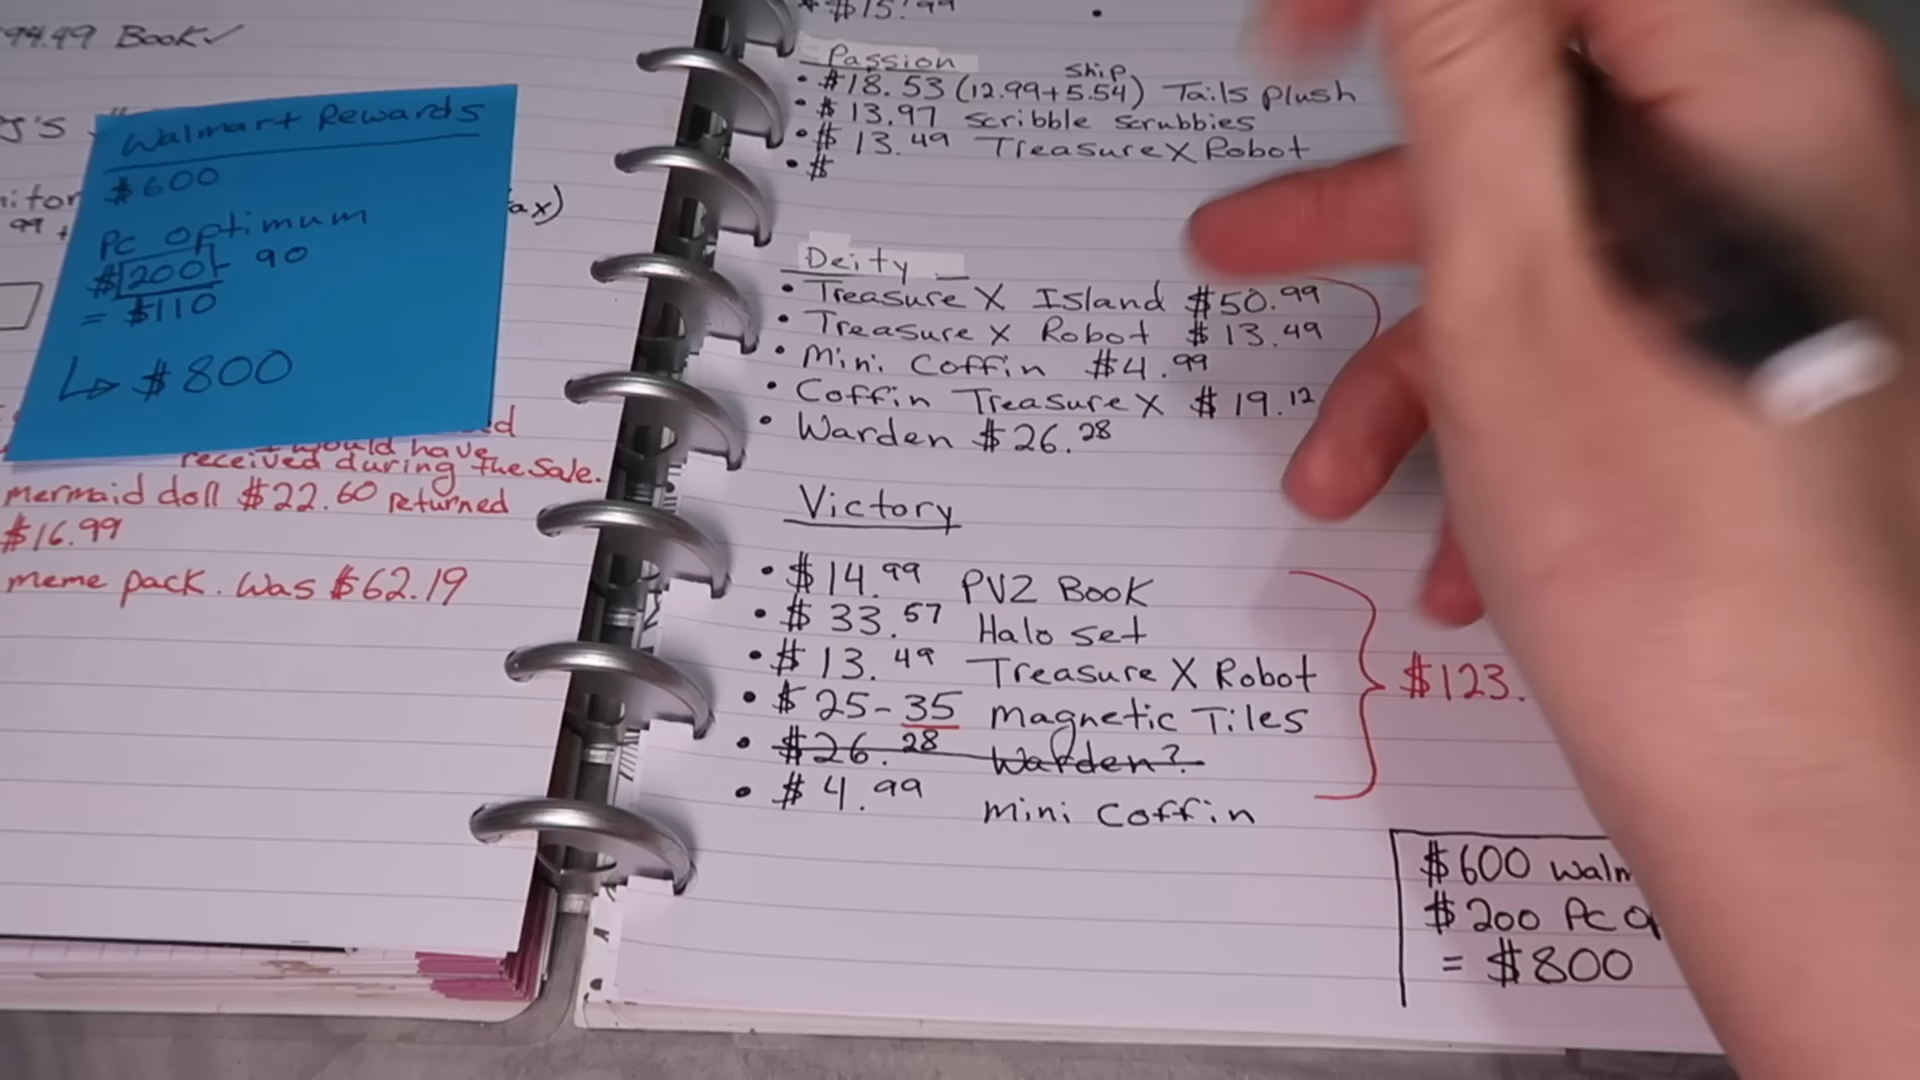 94.49 Book✓
Walmart Rewards
$600
PC Optimum
$200 - 90
= $110
↳ $800
ax)
would have
received during the sale.
mermaid doll $22.60 returned
$16.99
meme pack. Was $62.19
$15.99
Passion
ship
• $18.53 (12.99+5.54) Tails plush
• $13.97 scribble scrubbies
• $13.49 Treasure X Robot
• $
Deity
• Treasure X Island $50.99
• Treasure X Robot $13.49
• Mini Coffin $4.99
• Coffin Treasure X $19.12
• Warden $26.28
Victory
• $14.99 PVZ Book
• $33.57 Halo set
• $13.49 Treasure X Robot
• $25-35 magnetic Tiles
• $26.28 Warden?
• $4.99 mini Coffin
$123.
$600 walm
$200 PC O
= $800